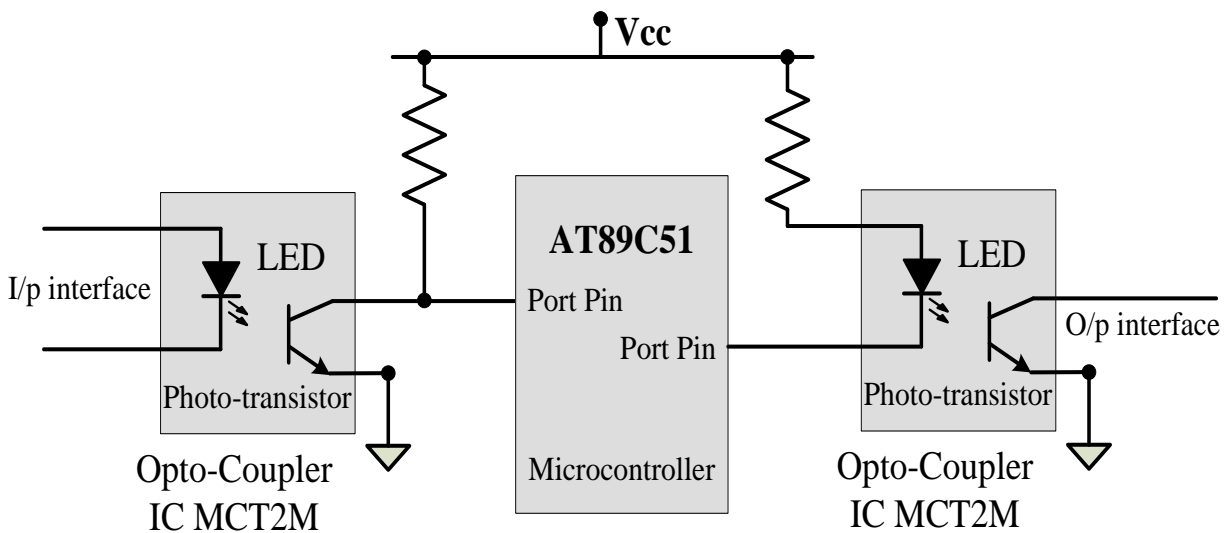 Vcc
I/p interface
LED
Photo-transistor
Opto-Coupler
IC MCT2M
AT89C51
Port Pin
Port Pin
Microcontroller
LED
O/p interface
Photo-transistor
Opto-Coupler
IC MCT2M